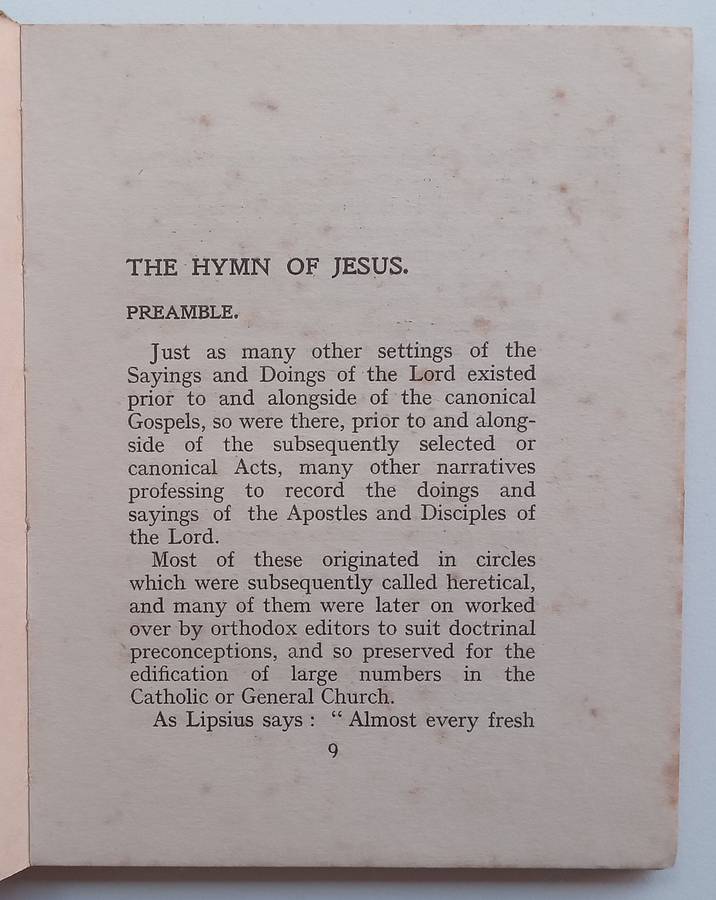 THE HYMN OF JESUS.
PREAMBLE.
Just as many other settings of the
Sayings and Doings of the Lord existed
prior to and alongside of the canonical
Gospels, so were there, prior to and along-
side of the subsequently selected or
canonical Acts, many other narratives
professing to record the doings and
sayings of the Apostles and Disciples of
the Lord.
Most of these originated in circles
which were subsequently called heretical,
and many of them were later on worked
over by orthodox editors to suit doctrinal
preconceptions, and so preserved for the
edification of large numbers in the
Catholic or General Church.
As Lipsius says : “ Almost every fresh
9